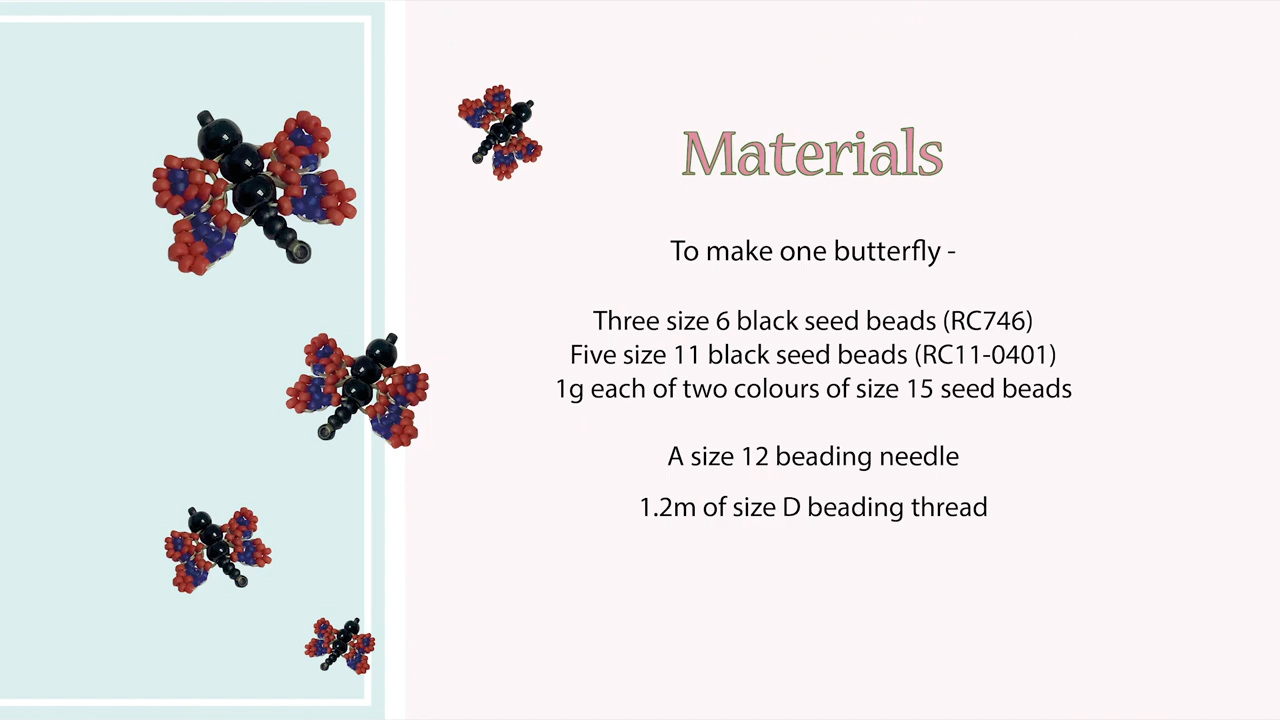 Materials
To make one butterfly -
Three size 6 black seed beads (RC746)
Five size 11 black seed beads (RC11-0401)
1g each of two colours of size 15 seed beads
A size 12 beading needle
1.2m of size D beading thread